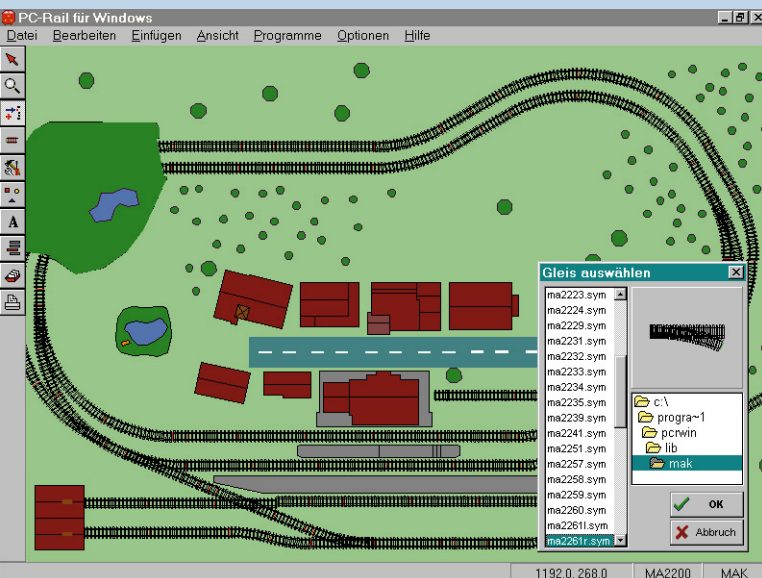 PC-Rail für Windows
Datei Bearbeiten Einfügen Ansicht Programme Optionen Hilfe
A
Gleis auswählen
ma2223.sym
ma2224.sym
ma2229.sym
ma2231.sym
ma2232.sym
ma2233.sym
ma2234.sym
ma2235.sym
ma2239.sym
ma2241.sym
ma2251.sym
ma2257.sym
ma2258.sym
ma2259.sym
ma2260.sym
ma2261l.sym
ma2261r.sym
c:\
progra~1
pcrwin
lib
mak
OK
Abbruch
1192.0, 268.0 MA2200 MAK